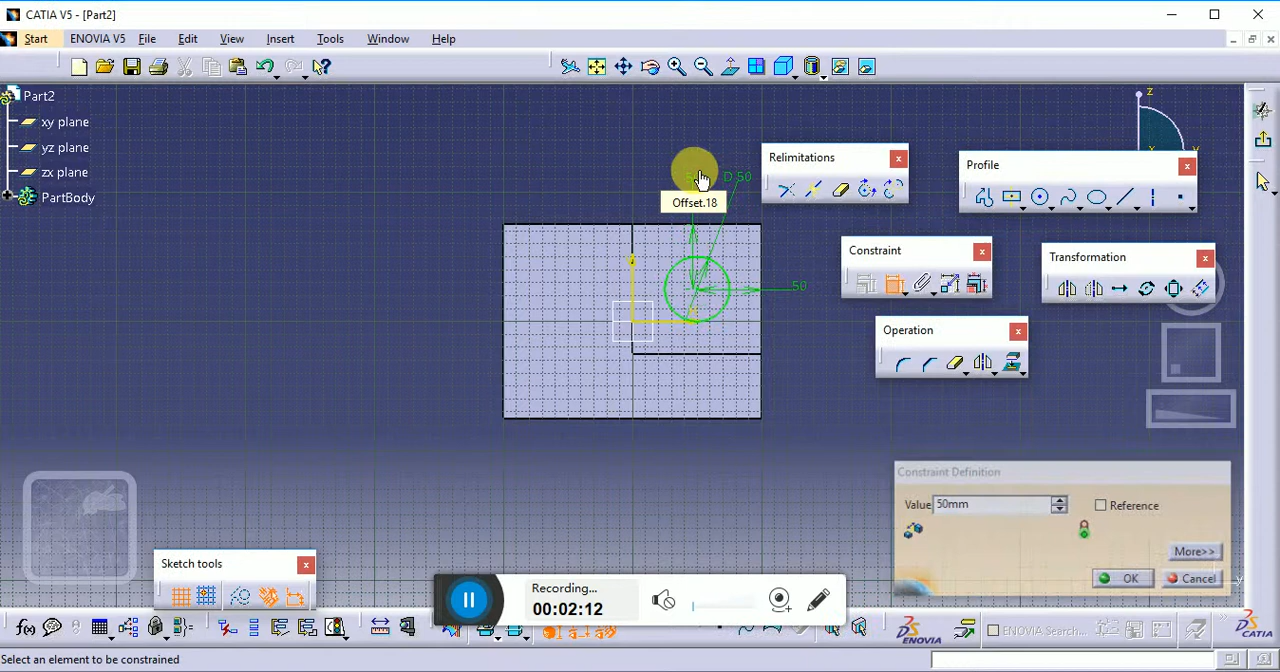 CATIA V5 - [Part2]
Start ENOVIA V5 File Edit View Insert Tools Window Help
Part2
xy plane
yz plane
zx plane
PartBody
z
Relimitations
Profile
D 50
Offset.18
Constraint
Transformation
50
Operation
Constraint Definition
Value 50mm Reference
More>>
OK Cancel
Sketch tools
Recording...
00:02:12
f(x)
ENOVIA
ENOVIA Search...
CATIA
Select an element to be constrained